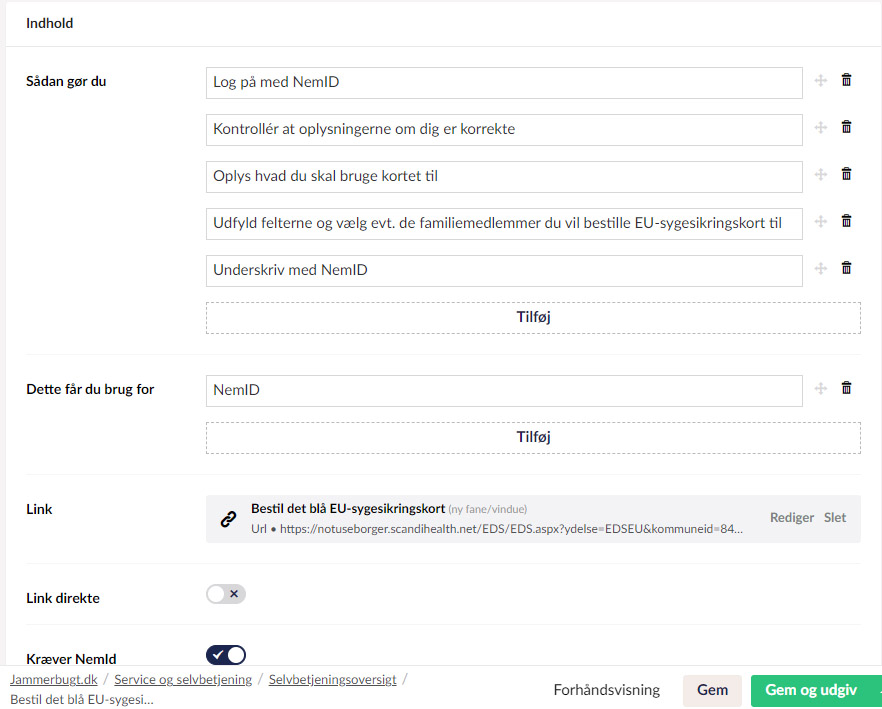 Indhold
Sådan gør du
Log på med NemID
Kontrollér at oplysningerne om dig er korrekte
Oplys hvad du skal bruge kortet til
Udfyld felterne og vælg evt. de familiemedlemmer du vil bestille EU-sygesikringskort til
Underskriv med NemID
Tilføj
Dette får du brug for
NemID
Tilføj
Link
Bestil det blå EU-sygesikringskort (ny fane/vindue)
Url • https://notuseborger.scandihealth.net/EDS/EDS.aspx?ydelse=EDSEU&kommuneid=84...
Rediger Slet
Link direkte
Kræver NemId
Jammerbugt.dk / Service og selvbetjening / Selvbetjeningsoversigt /
Bestil det blå EU-sygesi...
Forhåndsvisning
Gem
Gem og udgiv